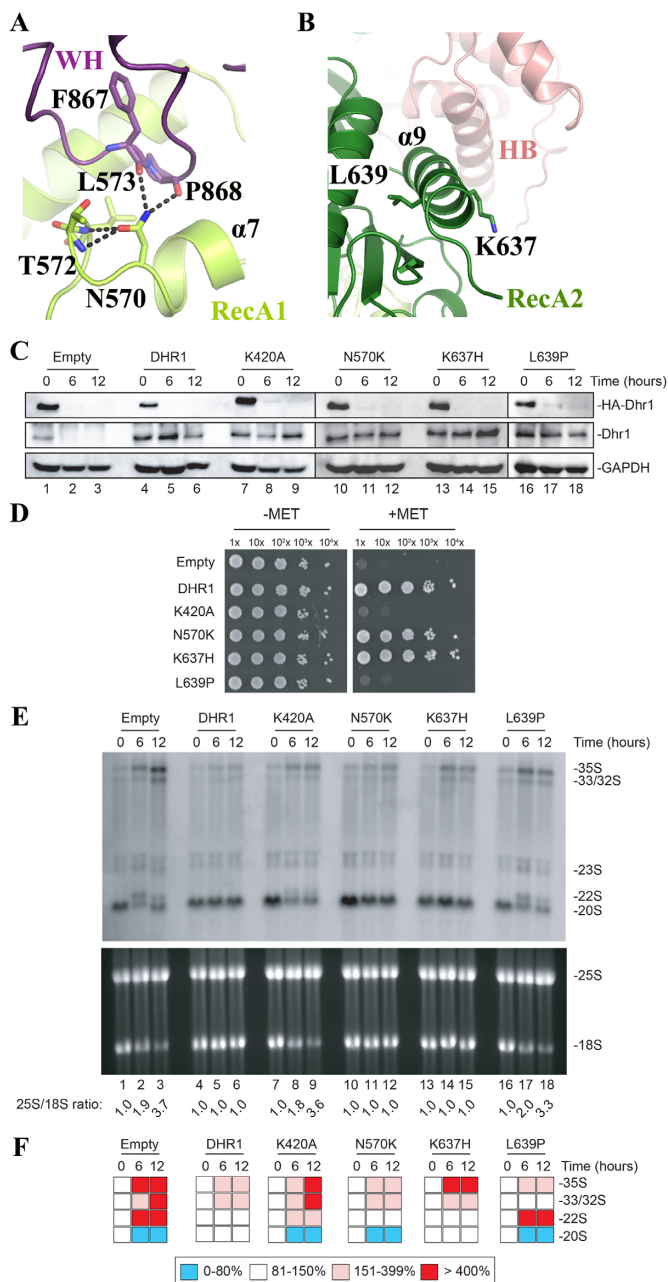 A
WH
F867
L573
P868
α7
T572
N570
RecA1
B
α9
L639
HB
K637
RecA2
C
Empty DHR1 K420A N570K K637H L639P
0 6 12 0 6 12 0 6 12 0 6 12 0 6 12 0 6 12 Time (hours)
-HA-Dhr1
-Dhr1
-GAPDH
1 2 3 4 5 6 7 8 9 10 11 12 13 14 15 16 17 18
D
-MET +MET
1x 10x 10²x 10³x 10⁴x 1x 10x 10²x 10³x 10⁴x
Empty
DHR1
K420A
N570K
K637H
L639P
E
Empty DHR1 K420A N570K K637H L639P
0 6 12 0 6 12 0 6 12 0 6 12 0 6 12 0 6 12 Time (hours)
-35S
-33/32S
-23S
-22S
-20S
-25S
-18S
1 2 3 4 5 6 7 8 9 10 11 12 13 14 15 16 17 18
25S/18S ratio: 1.0 1.9 3.7 1.0 1.0 1.0 1.0 1.8 3.6 1.0 1.0 1.0 1.0 1.0 1.0 1.0 2.0 3.3
F
Empty DHR1 K420A N570K K637H L639P
0 6 12 0 6 12 0 6 12 0 6 12 0 6 12 0 6 12 Time (hours)
-35S
-33/32S
-22S
-20S
0-80% 81-150% 151-399% > 400%